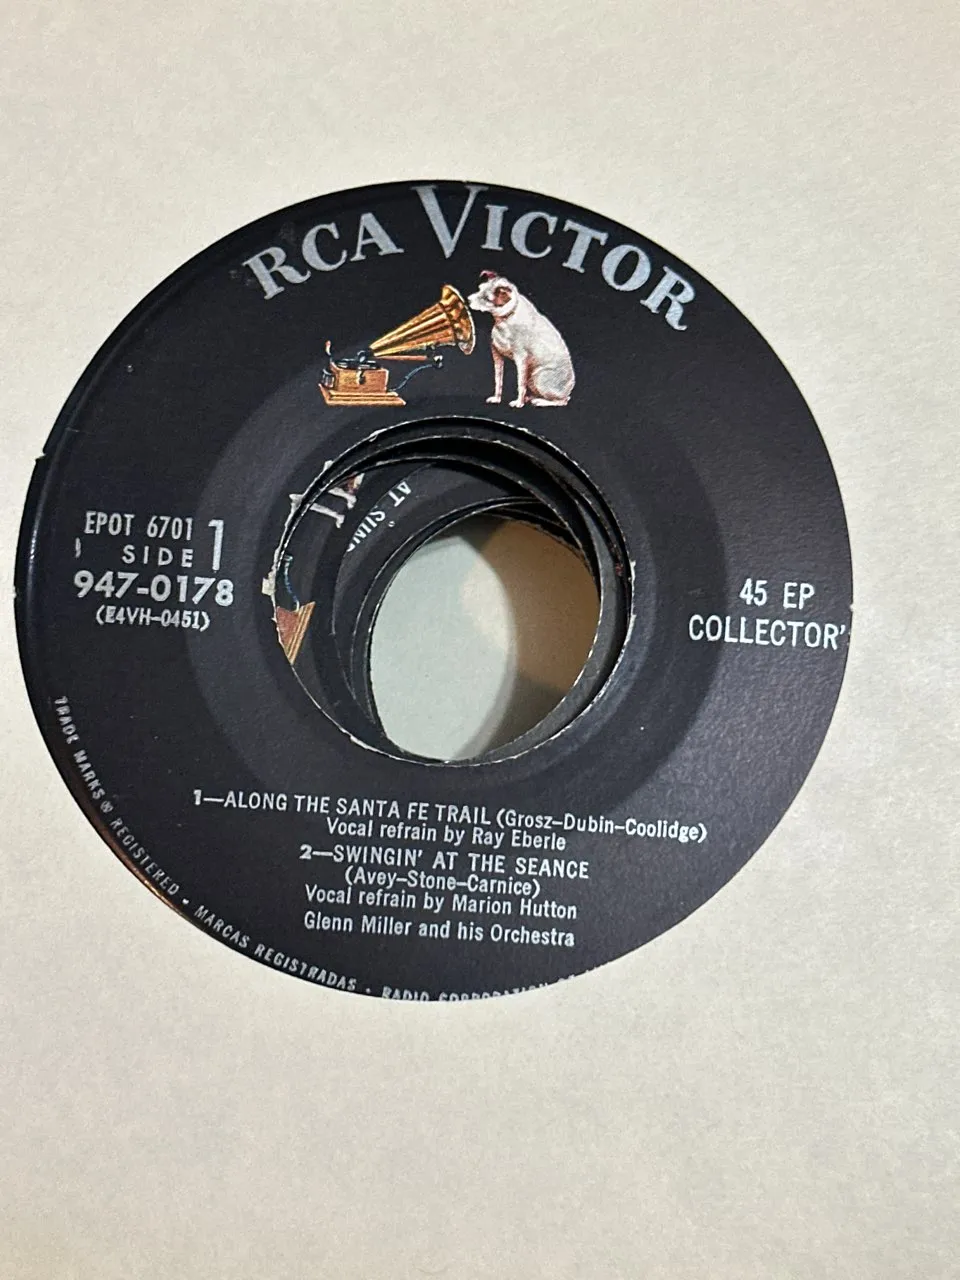 RCA VICTOR
EPOT 6701
SIDE 1
947-0178
(E4VH-0451)
45 EP
COLLECTOR'
1—ALONG THE SANTA FE TRAIL (Grosz-Dubin-Coolidge)
Vocal refrain by Ray Eberle
2—SWINGIN' AT THE SEANCE
(Avey-Stone-Carnice)
Vocal refrain by Marion Hutton
Glenn Miller and his Orchestra
TRADE MARKS ® REGISTERED • MARCAS REGISTRADAS • RADIO CORPORATION
AT